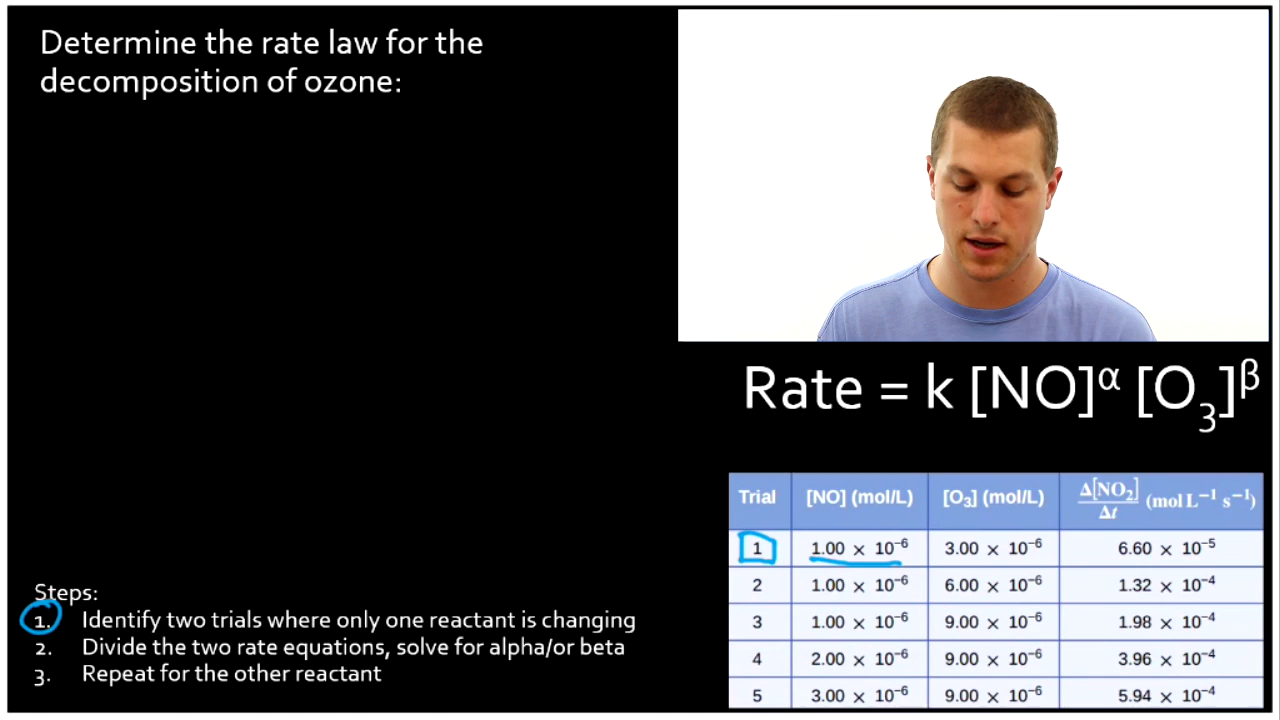 Determine the rate law for the
decomposition of ozone:
Rate = k [NO]ᵅ [O₃]ᵝ
Trial [NO] (mol/L) [O₃] (mol/L) Δ[NO₂]/Δt (mol L⁻¹ s⁻¹)
1 1.00 × 10⁻⁶ 3.00 × 10⁻⁶ 6.60 × 10⁻⁵
2 1.00 × 10⁻⁶ 6.00 × 10⁻⁶ 1.32 × 10⁻⁴
3 1.00 × 10⁻⁶ 9.00 × 10⁻⁶ 1.98 × 10⁻⁴
4 2.00 × 10⁻⁶ 9.00 × 10⁻⁶ 3.96 × 10⁻⁴
5 3.00 × 10⁻⁶ 9.00 × 10⁻⁶ 5.94 × 10⁻⁴
Steps:
1. Identify two trials where only one reactant is changing
2. Divide the two rate equations, solve for alpha/or beta
3. Repeat for the other reactant